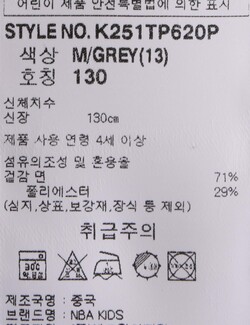 어린이 제품 안전특별법에 의한 표시
STYLE NO. K251TP620P
색상 M/GREY(13)
호칭 130
신체치수
신장 130cm
제품 사용 연령 4세 이상
섬유의조성 및 혼용율
겉감 면 71%
폴리에스터 29%
(심지,상표,보강재,장식 등 제외)
취급주의
제조국명 : 중국
브랜드명 : NBA KIDS